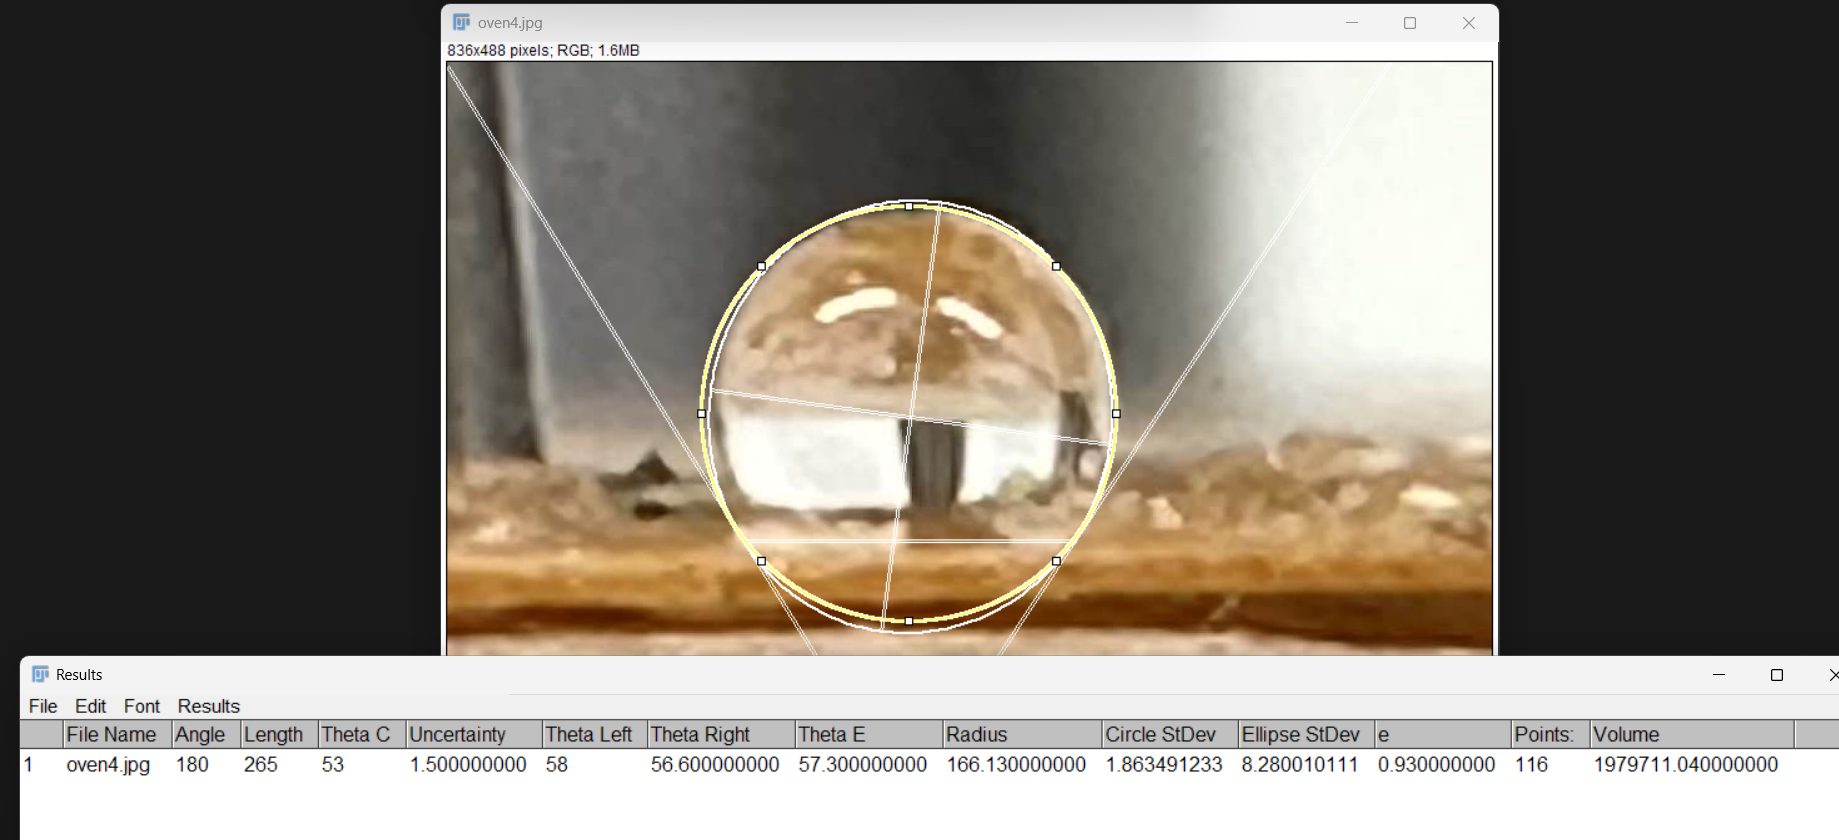 oven4.jpg
836x488 pixels; RGB; 1.6MB
Results
File Edit Font Results
File Name Angle Length Theta C Uncertainty Theta Left Theta Right Theta E Radius Circle StDev Ellipse StDev e Points: Volume
1 oven4.jpg 180 265 53 1.500000000 58 56.600000000 57.300000000 166.130000000 1.863491233 8.280010111 0.930000000 116 1979711.040000000